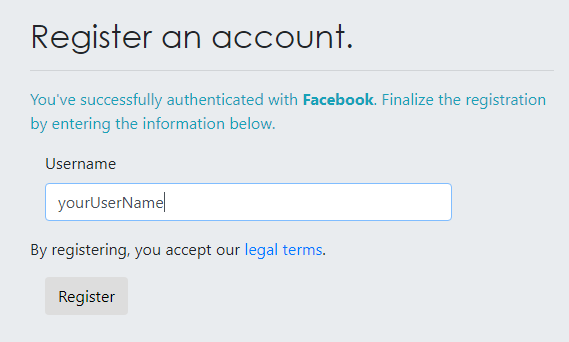 Register an account.
You've successfully authenticated with Facebook. Finalize the registration
by entering the information below.
Username
yourUserName
By registering, you accept our legal terms.
Register